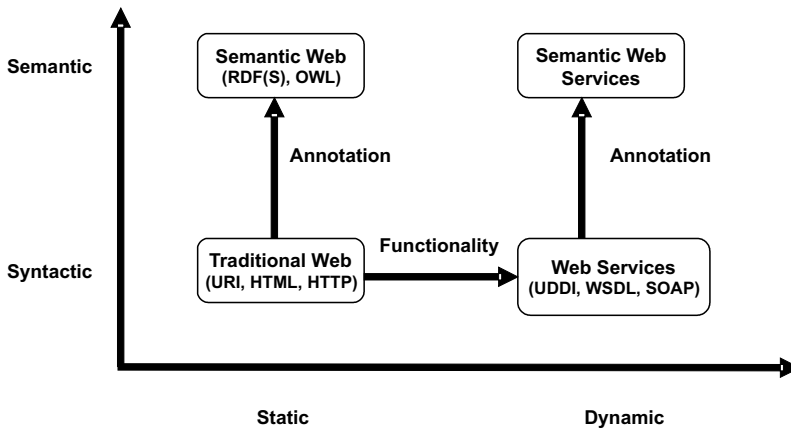 Semantic
Semantic Web
(RDF(S), OWL)
Semantic Web
Services
Annotation
Annotation
Syntactic
Traditional Web
(URI, HTML, HTTP)
Functionality
Web Services
(UDDI, WSDL, SOAP)
Static
Dynamic